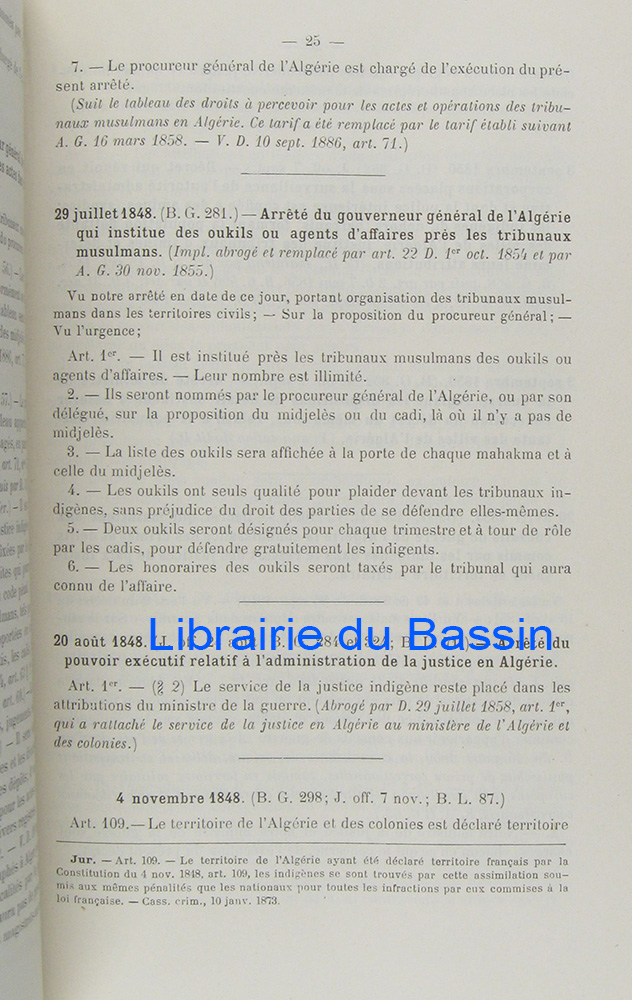 — 25 —
7. — Le procureur général de l'Algérie est chargé de l'exécution du pré-
sent arrêté.
(Suit le tableau des droits à percevoir pour les actes et opérations des tribu-
naux musulmans en Algérie. Ce tarif a été remplacé par le tarif établi suivant
A. G. 16 mars 1858. — V. D. 10 sept. 1886, art. 71.)
29 juillet 1848. (B. G. 281.) — Arrêté du gouverneur général de l'Algérie
qui institue des oukils ou agents d'affaires près les tribunaux
musulmans. (Impl. abrogé et remplacé par art. 22 D. 1er oct. 1854 et par
A. G. 30 nov. 1855.)
Vu notre arrêté en date de ce jour, portant organisation des tribunaux musul-
mans dans les territoires civils; — Sur la proposition du procureur général; —
Vu l'urgence;
Art. 1er. — Il est institué près les tribunaux musulmans des oukils ou
agents d'affaires. — Leur nombre est illimité.
2. — Ils seront nommés par le procureur général de l'Algérie, ou par son
délégué, sur la proposition du midjelès ou du cadi, là où il n'y a pas de
midjelès.
3. — La liste des oukils sera affichée à la porte de chaque mahakma et à
celle du midjelès.
4. — Les oukils ont seuls qualité pour plaider devant les tribunaux in-
digènes, sans préjudice du droit des parties de se défendre elles-mêmes.
5. — Deux oukils seront désignés pour chaque trimestre et à tour de rôle
par les cadis, pour défendre gratuitement les indigents.
6. — Les honoraires des oukils seront taxés par le tribunal qui aura
connu de l'affaire.
Librairie du Bassin
20 août 1848. Arrêté du
pouvoir exécutif relatif à l'administration de la justice en Algérie.
Art. 1er. — (§ 2) Le service de la justice indigène reste placé dans les
attributions du ministre de la guerre. (Abrogé par D. 29 juillet 1858, art. 1er,
qui a rattaché le service de la justice en Algérie au ministère de l'Algérie et
des colonies.)
4 novembre 1848. (B. G. 298; J. off. 7 nov.; B. L. 87.)
Art. 109. — Le territoire de l'Algérie et des colonies est déclaré territoire
Jur. — Art. 109. — Le territoire de l'Algérie ayant été déclaré territoire français par la
Constitution du 4 nov. 1848, art. 109, les indigènes se sont trouvés par cette assimilation sou-
mis aux mêmes pénalités que les nationaux pour toutes les infractions par eux commises à la
loi française. — Cass. crim., 10 janv. 1873.